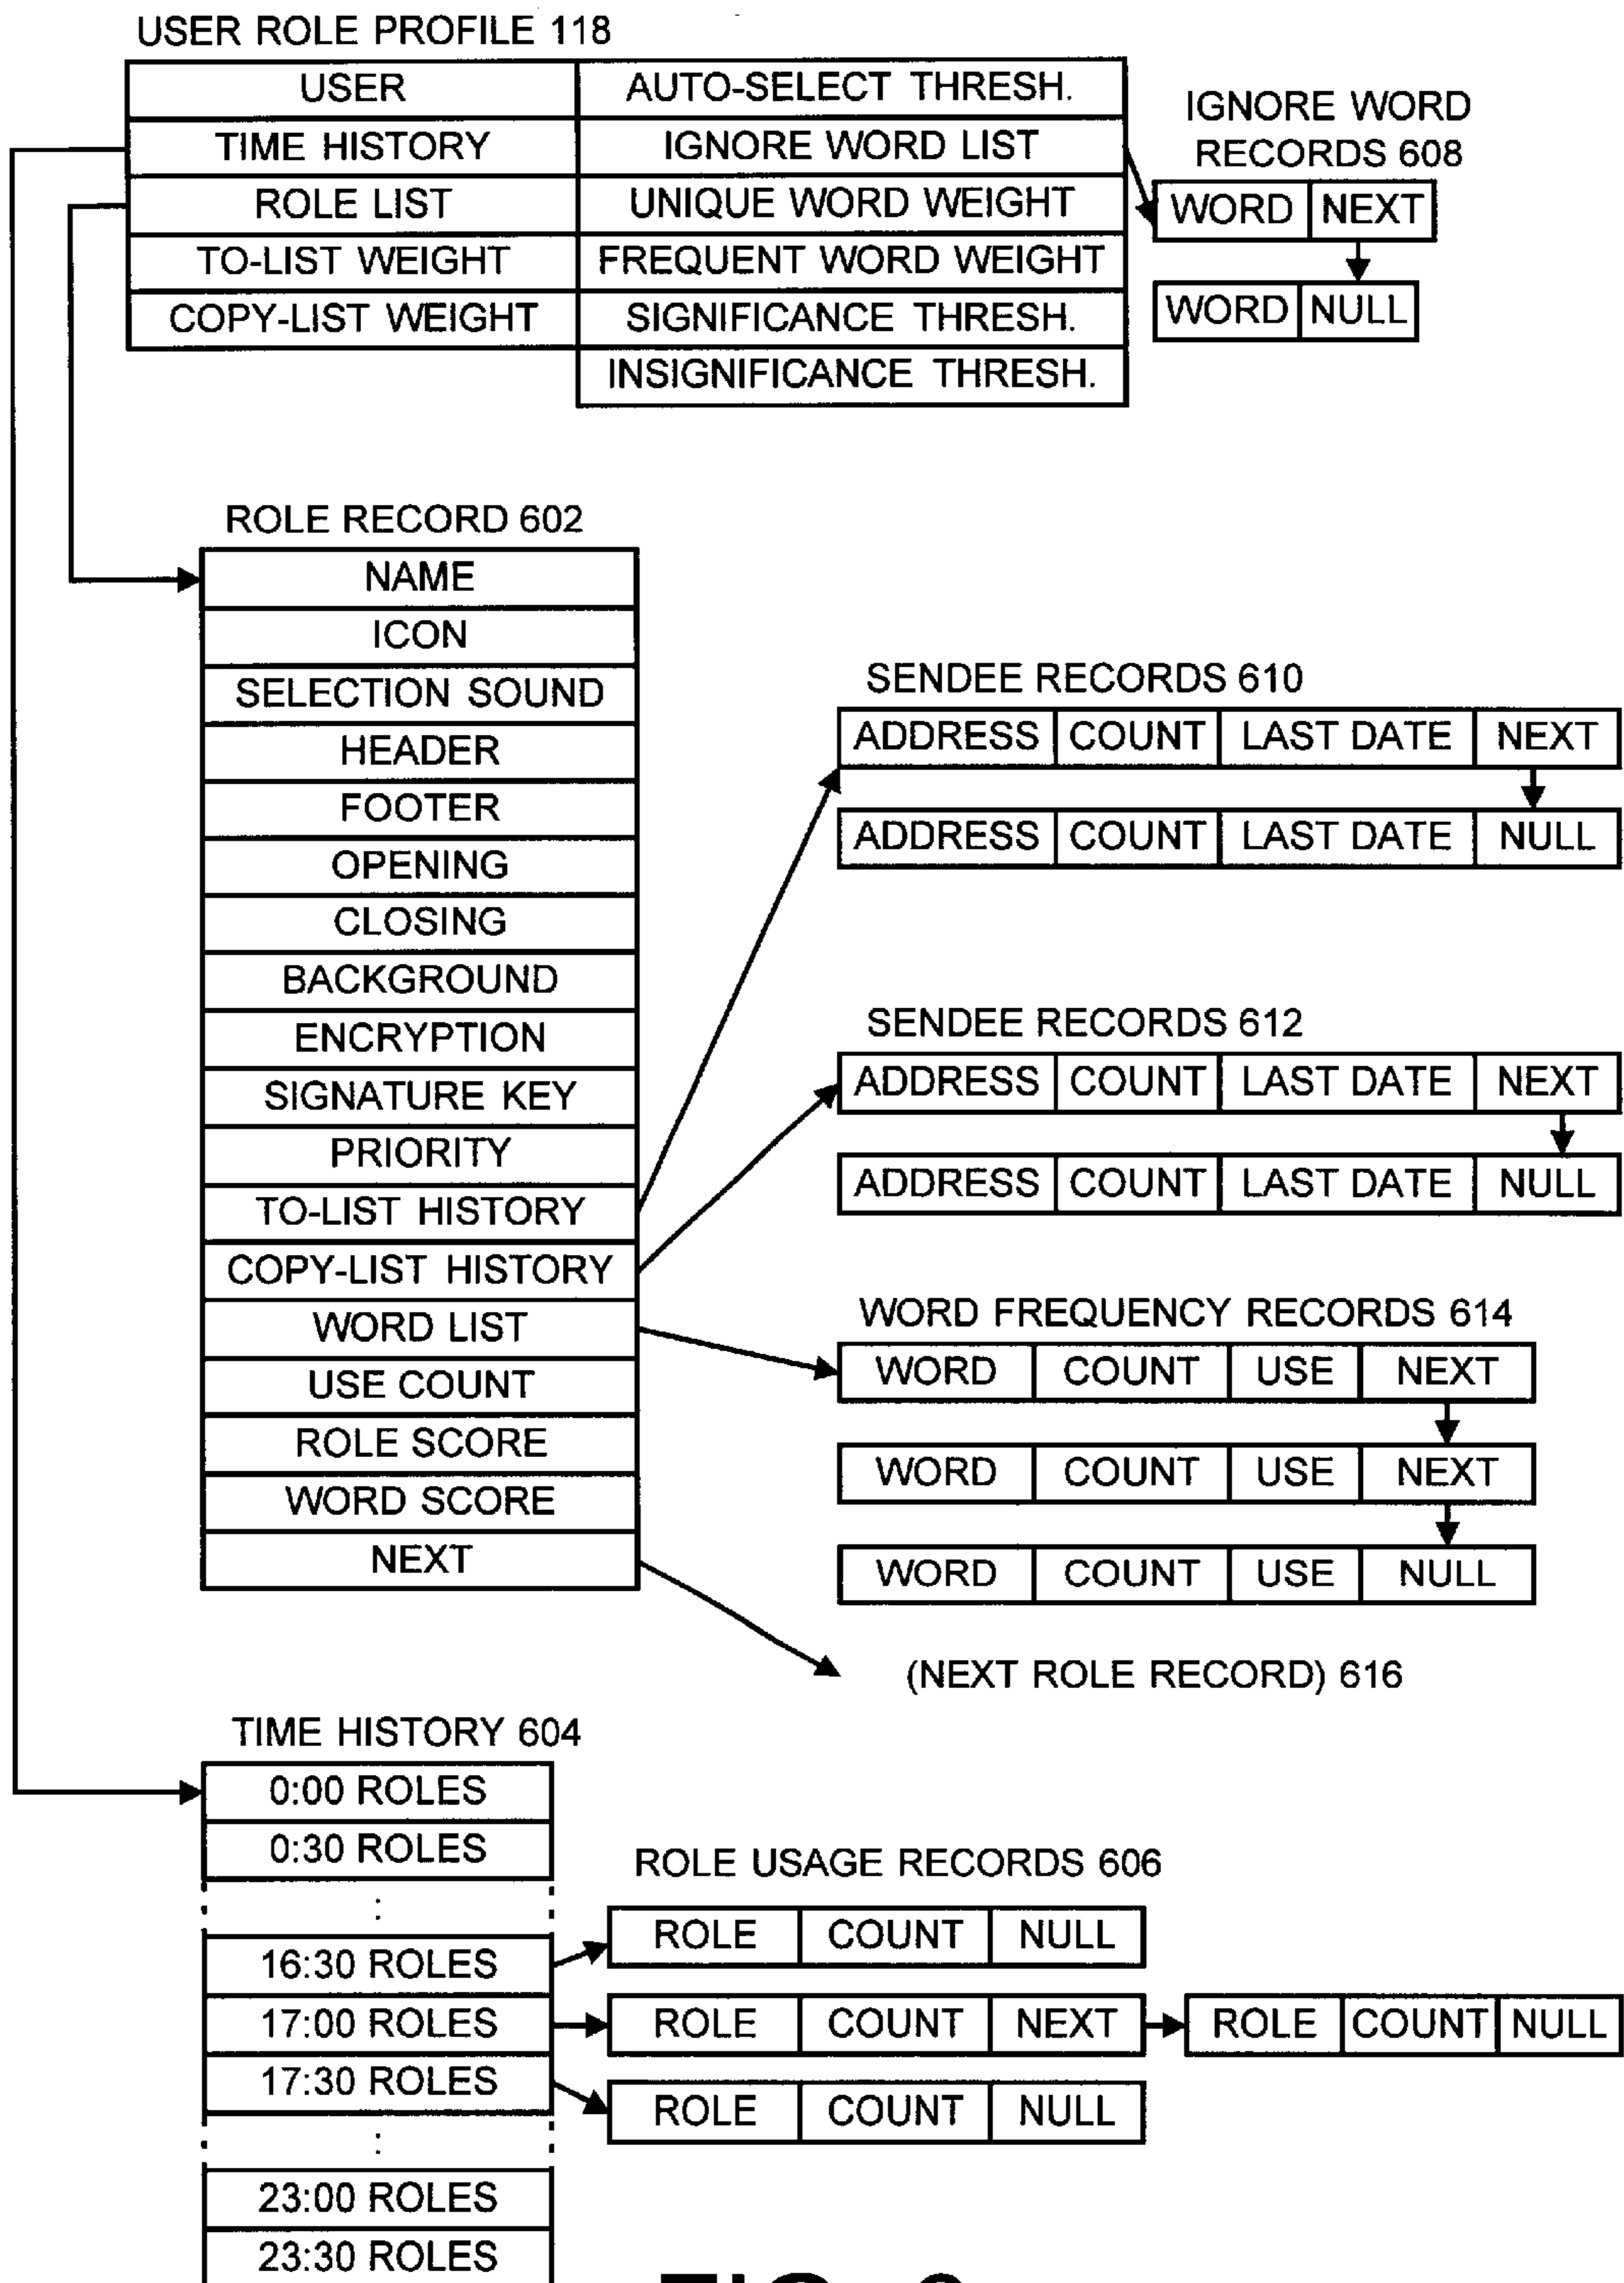 USER ROLE PROFILE 118
USER AUTO-SELECT THRESH.
TIME HISTORY IGNORE WORD LIST
ROLE LIST UNIQUE WORD WEIGHT
TO-LIST WEIGHT FREQUENT WORD WEIGHT
COPY-LIST WEIGHT SIGNIFICANCE THRESH.
INSIGNIFICANCE THRESH.
IGNORE WORD
RECORDS 608
WORD NEXT
WORD NULL
ROLE RECORD 602
NAME
ICON
SELECTION SOUND
HEADER
FOOTER
OPENING
CLOSING
BACKGROUND
ENCRYPTION
SIGNATURE KEY
PRIORITY
TO-LIST HISTORY
COPY-LIST HISTORY
WORD LIST
USE COUNT
ROLE SCORE
WORD SCORE
NEXT
SENDEE RECORDS 610
ADDRESS COUNT LAST DATE NEXT
ADDRESS COUNT LAST DATE NULL
SENDEE RECORDS 612
ADDRESS COUNT LAST DATE NEXT
ADDRESS COUNT LAST DATE NULL
WORD FREQUENCY RECORDS 614
WORD COUNT USE NEXT
WORD COUNT USE NEXT
WORD COUNT USE NULL
(NEXT ROLE RECORD) 616
TIME HISTORY 604
0:00 ROLES
0:30 ROLES
:
16:30 ROLES
17:00 ROLES
17:30 ROLES
:
23:00 ROLES
23:30 ROLES
ROLE USAGE RECORDS 606
ROLE COUNT NULL
ROLE COUNT NEXT ROLE COUNT NULL
ROLE COUNT NULL